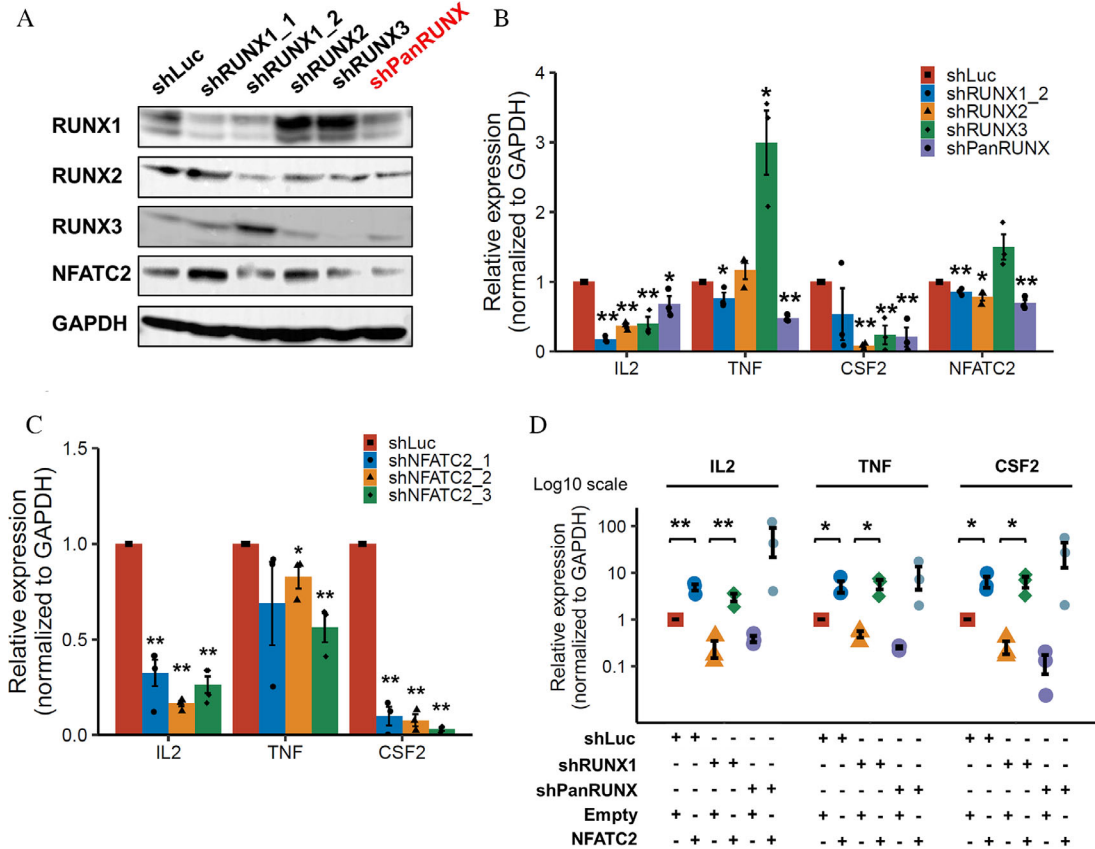 A
shLuc
shRUNX1_1
shRUNX1_2
shRUNX2
shRUNX3
shPanRUNX
RUNX1
RUNX2
RUNX3
NFATC2
GAPDH
B
Relative expression
(normalized to GAPDH)
4
3
2
1
0
shLuc
shRUNX1_2
shRUNX2
shRUNX3
shPanRUNX
** ** ** * * * ** ** ** ** ** * **
IL2 TNF CSF2 NFATC2
C
Relative expression
(normalized to GAPDH)
1.5
1.0
0.5
0.0
shLuc
shNFATC2_1
shNFATC2_2
shNFATC2_3
** ** ** * ** ** ** **
IL2 TNF CSF2
D
IL2 TNF CSF2
Log10 scale
Relative expression
(normalized to GAPDH)
100
10
1
0.1
** ** * * * *
shLuc + + - - - - + + - - - - + + - - - -
shRUNX1 - - + + - - - - + + - - - - + + - -
shPanRUNX - - - - + + - - - - + + - - - - + +
Empty + - + - + - + - + - + - + - + - + -
NFATC2 - + - + - + - + - + - + - + - + - +